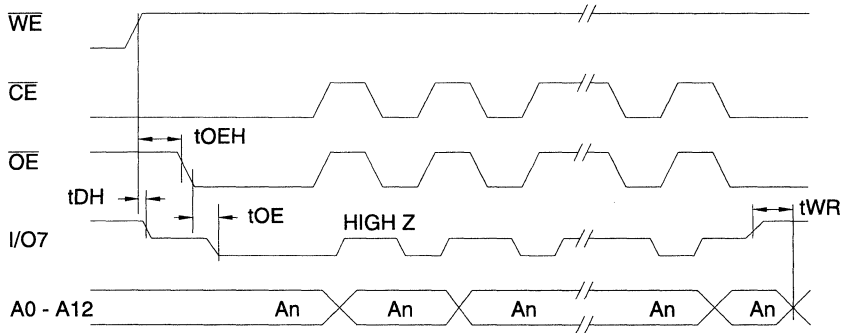 WE
CE
tOEH
OE
tDH
tOE
HIGH Z
tWR
I/O7
A0 - A12 An An An An An